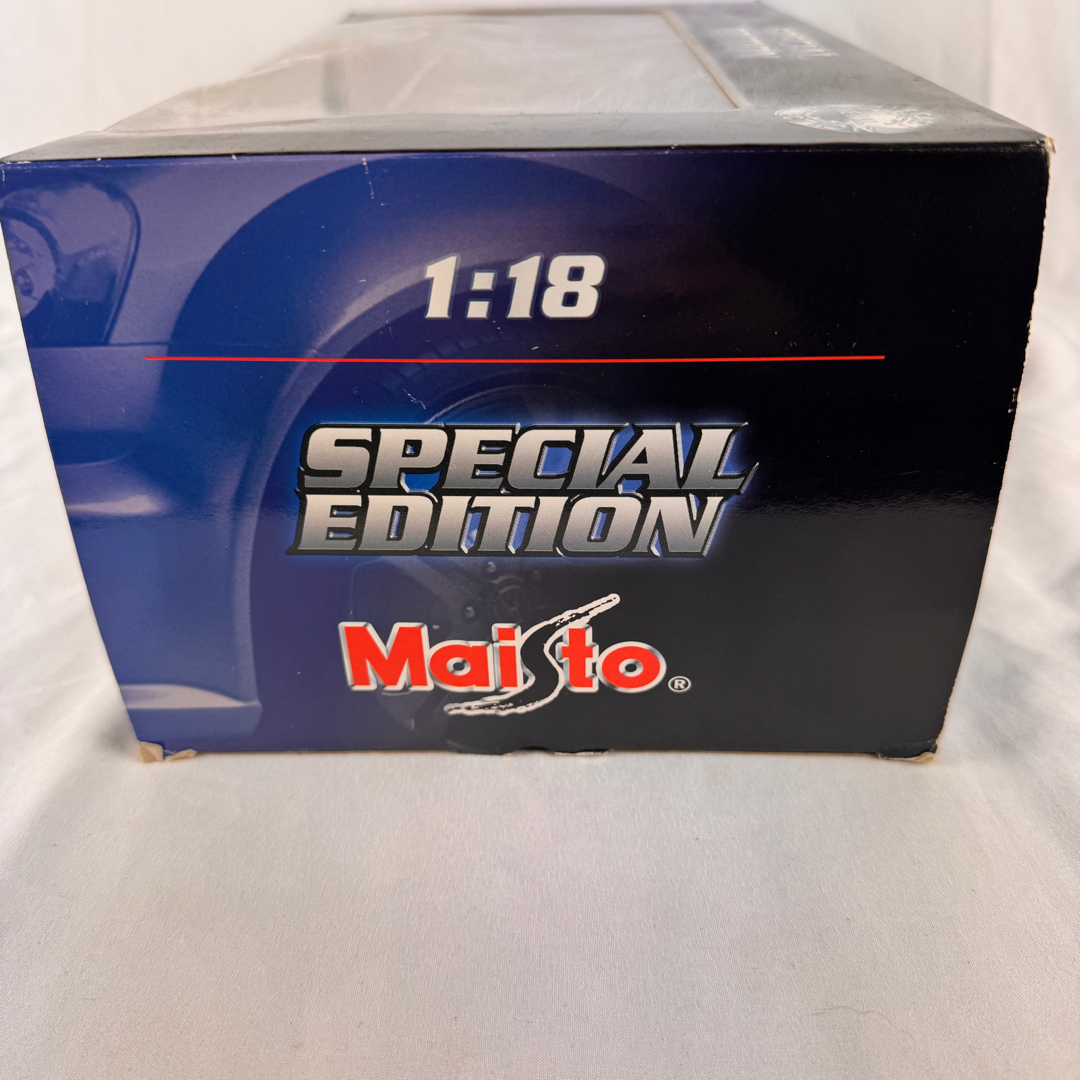 1:18
SPECIAL
EDITION
Maisto®